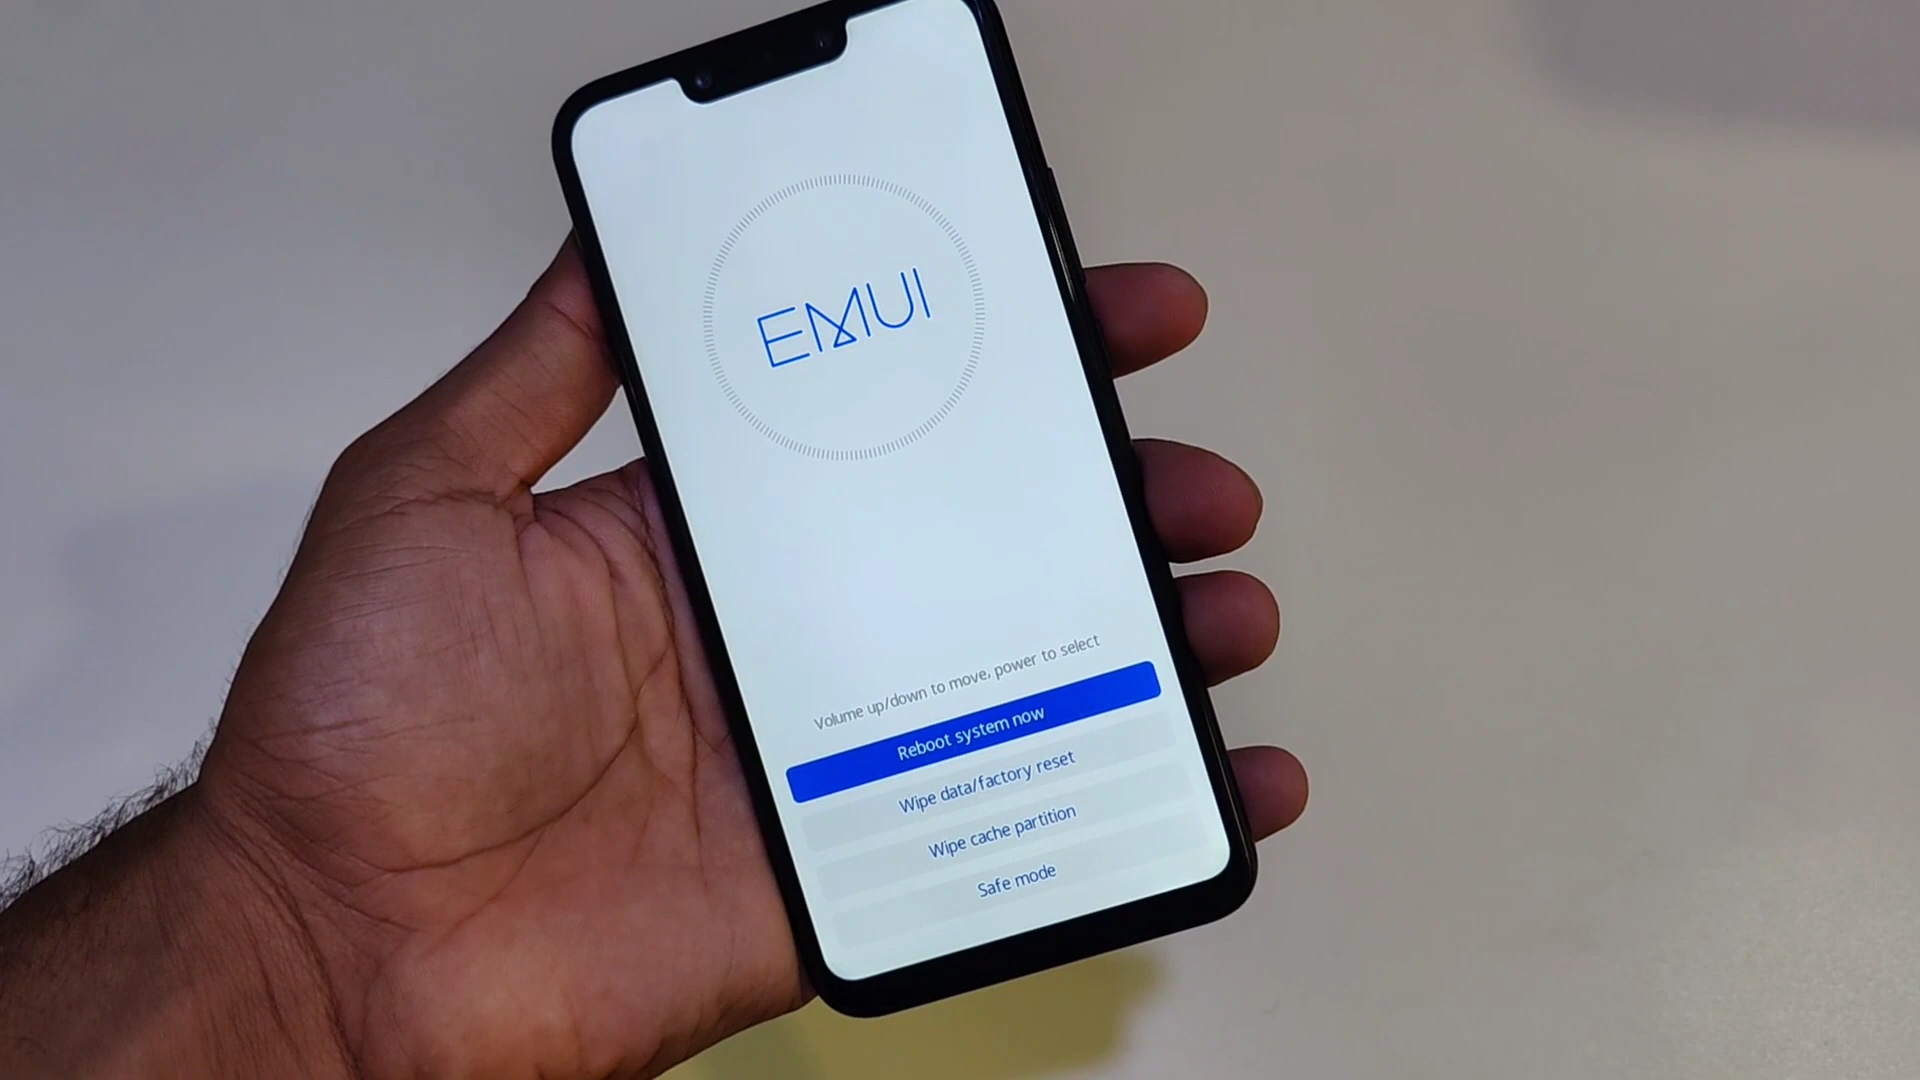 EMUI
Volume up/down to move, power to select
Reboot system now
Wipe data/factory reset
Wipe cache partition
Safe mode